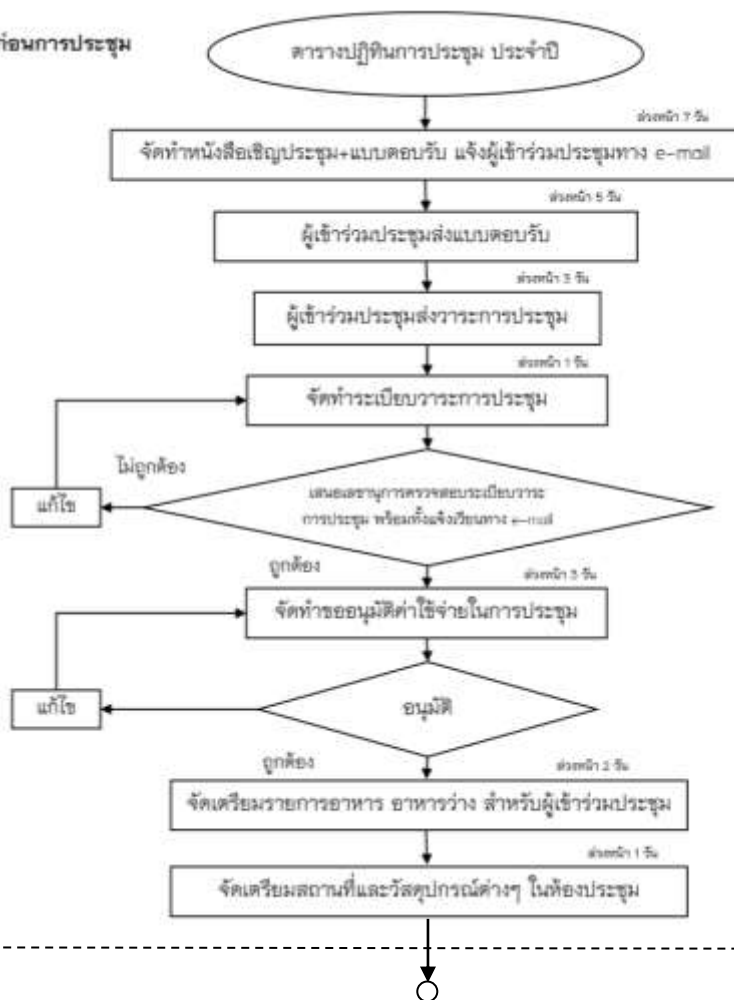 ก่อนการประชุม
ตารางปฏิทินการประชุม ประจำปี
ล่วงหน้า 7 วัน
จัดทำหนังสือเชิญประชุม+แบบตอบรับ แจ้งผู้เข้าร่วมประชุมทาง e-mail
ล่วงหน้า 5 วัน
ผู้เข้าร่วมประชุมส่งแบบตอบรับ
ล่วงหน้า 3 วัน
ผู้เข้าร่วมประชุมส่งวาระการประชุม
ล่วงหน้า 1 วัน
จัดทำระเบียบวาระการประชุม
ไม่ถูกต้อง
แก้ไข
เสนอเลขานุการตรวจสอบระเบียบวาระ
การประชุม พร้อมทั้งแจ้งเวียนทาง e-mail
ถูกต้อง
ล่วงหน้า 3 วัน
จัดทำขออนุมัติค่าใช้จ่ายในการประชุม
แก้ไข
อนุมัติ
ถูกต้อง
ล่วงหน้า 2 วัน
จัดเตรียมรายการอาหาร อาหารว่าง สำหรับผู้เข้าร่วมประชุม
ล่วงหน้า 1 วัน
จัดเตรียมสถานที่และวัสดุอุปกรณ์ต่างๆ ในห้องประชุม